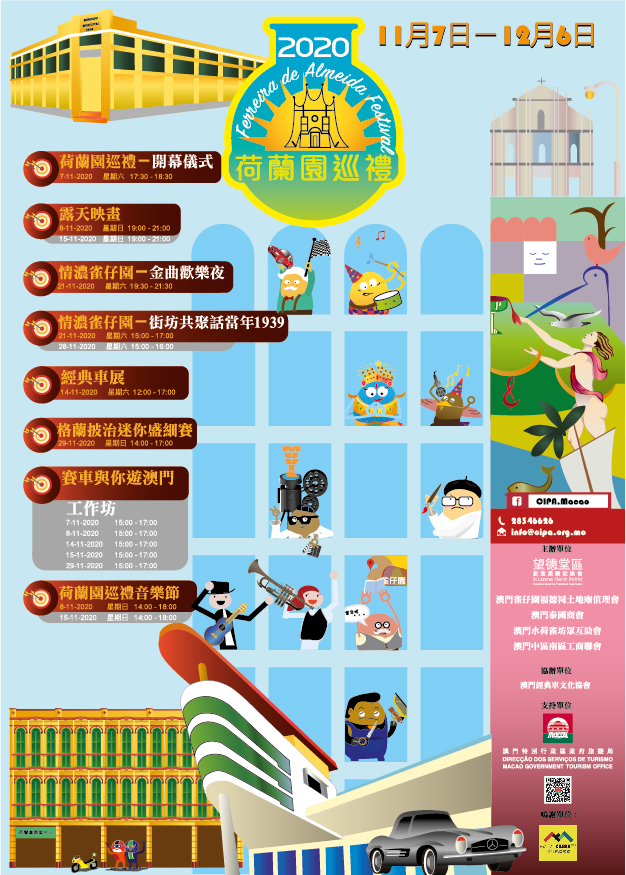 11月7日－12月6日
2020
Ferreira de Almeida Festival
荷蘭園巡禮
荷蘭園巡禮－開幕儀式
7-11-2020 星期六 17:30 - 18:30
露天映畫
8-11-2020 星期日 19:00 - 21:00
15-11-2020 星期日 19:00 - 21:00
情濃雀仔園－金曲歡樂夜
21-11-2020 星期六 19:30 - 21:30
情濃雀仔園－街坊共聚話當年1939
21-11-2020 星期六 15:00 - 17:00
28-11-2020 星期六 15:00 - 16:00
經典車展
14-11-2020 星期六 12:00 - 17:00
格蘭披治迷你盛細賽
29-11-2020 星期日 14:00 - 17:00
賽車與你遊澳門
工作坊
7-11-2020 15:00 - 17:00
8-11-2020 15:00 - 17:00
14-11-2020 15:00 - 17:00
15-11-2020 15:00 - 17:00
29-11-2020 15:00 - 17:00
荷蘭園巡禮音樂節
8-11-2020 星期日 14:00 - 18:00
15-11-2020 星期日 14:00 - 18:00
雀仔園
CIPA.Macao
28346626
info@cipa.org.mo
主辦單位
望德堂區
創意產業促進會
澳門雀仔園福德祠土地廟值理會
澳門泰國商會
澳門水荷雀坊眾互助會
澳門中區南區工商聯會
協辦單位
澳門經典車文化協會
支持單位
MACAO
澳門特別行政區政府旅遊局
DIRECÇÃO DOS SERVIÇOS DE TURISMO
MACAO GOVERNMENT TOURISM OFFICE
鳴謝單位：